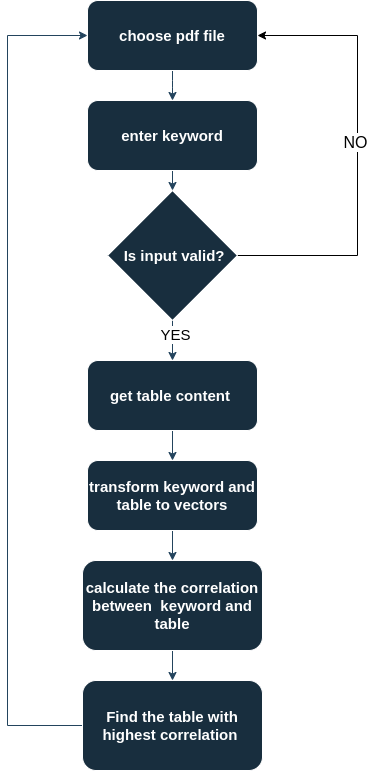 choose pdf file
enter keyword
NO
Is input valid?
YES
get table content
transform keyword and
table to vectors
calculate the correlation
between keyword and
table
Find the table with
highest correlation